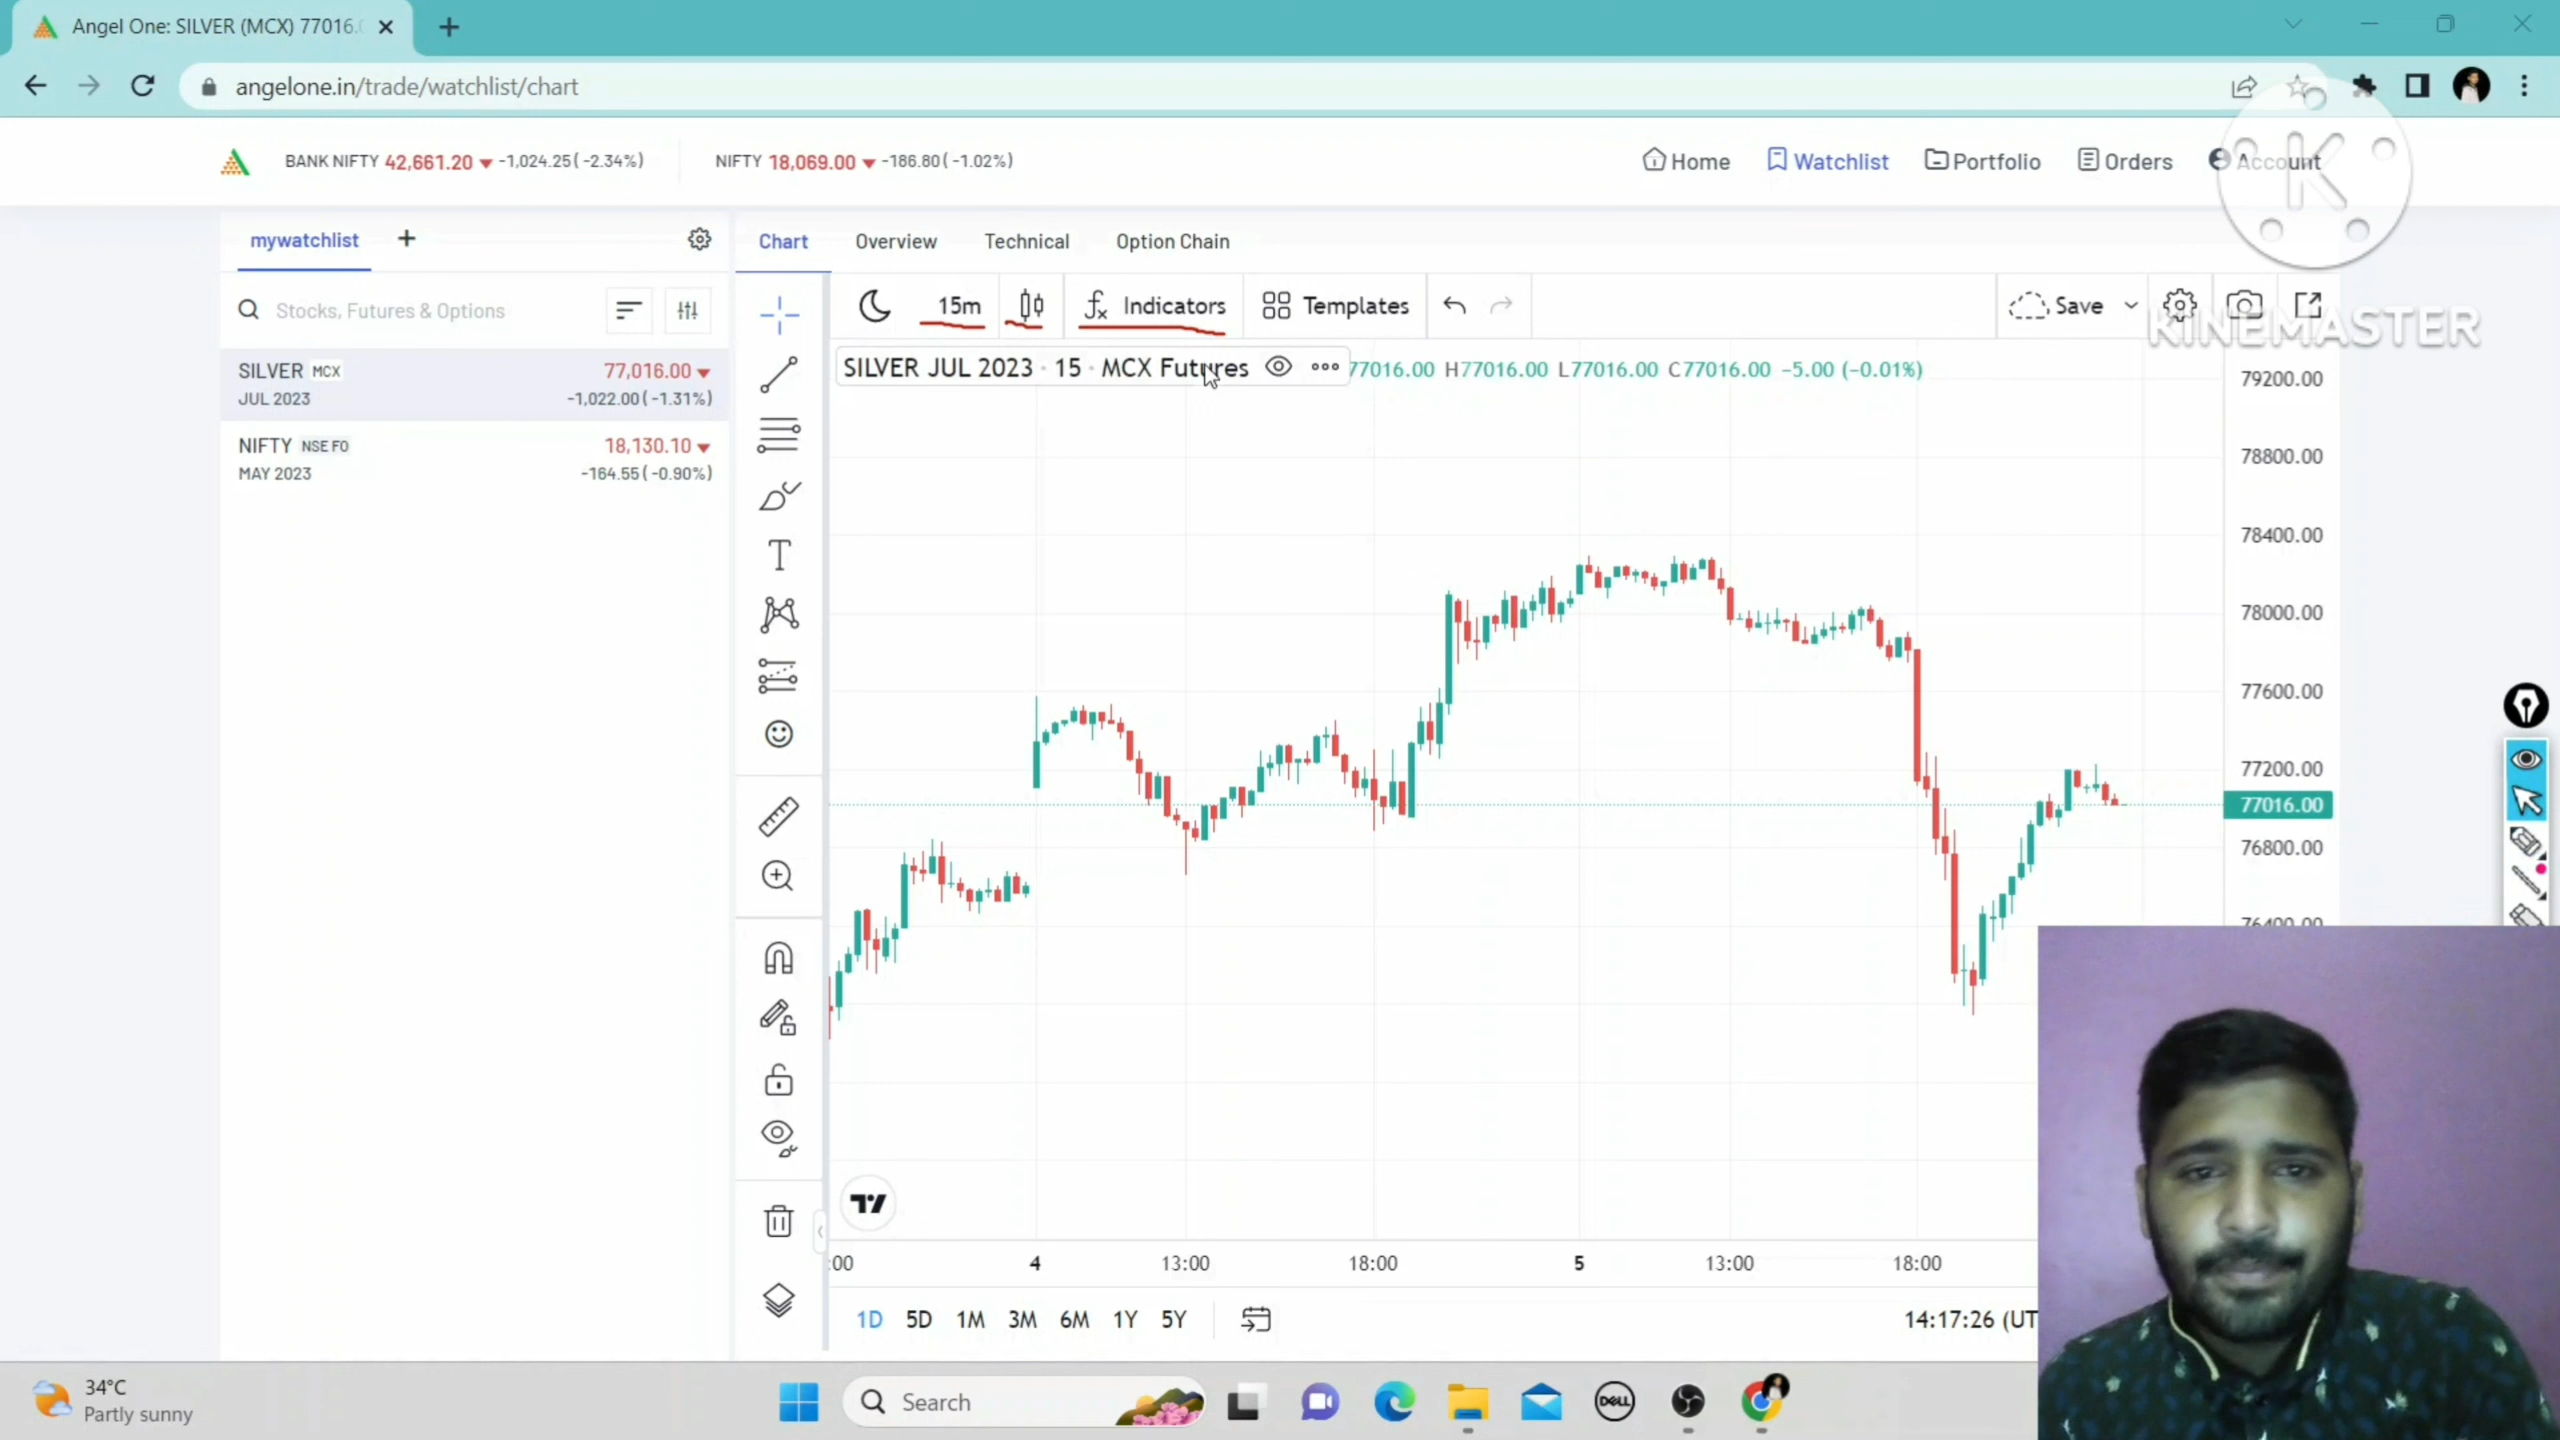 Angel One: SILVER (MCX) 77016.
angelone.in/trade/watchlist/chart
BANK NIFTY 42,661.20 ▼ -1,024.25 ( -2.34%) NIFTY 18,069.00 ▼ -186.80 ( -1.02%)
Home Watchlist Portfolio Orders Account
K
KINEMASTER
mywatchlist +
Chart Overview Technical Option Chain
Stocks, Futures & Options
15m Indicators Templates Save
SILVER MCX 77,016.00 ▼
JUL 2023 -1,022.00 ( -1.31%)
NIFTY NSE FO 18,130.10 ▼
MAY 2023 -164.55 ( -0.90%)
SILVER JUL 2023 · 15 · MCX Futures 77016.00 H77016.00 L77016.00 C77016.00 -5.00 (-0.01%)
79200.00
78800.00
78400.00
78000.00
77600.00
77200.00
77016.00
76800.00
76400.00
:00 4 13:00 18:00 5 13:00 18:00
1D 5D 1M 3M 6M 1Y 5Y
14:17:26 (UT
34°C
Partly sunny
Search
DELL